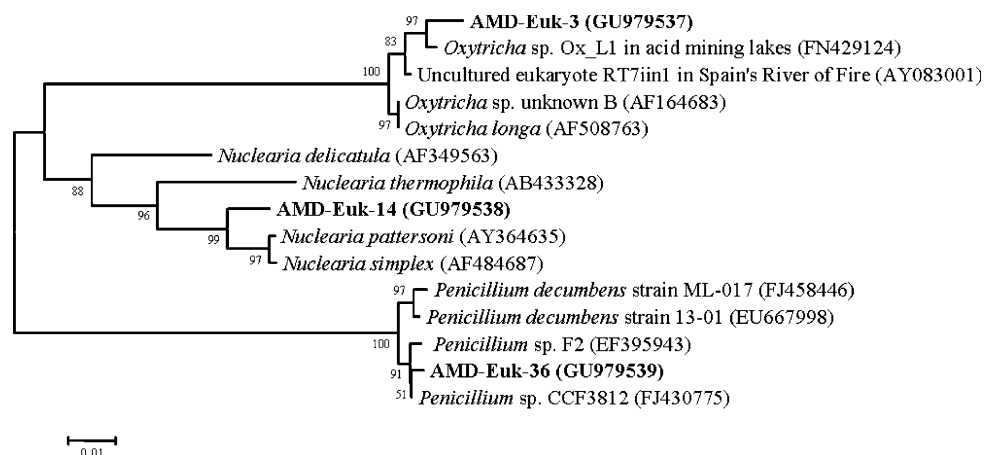 97
AMD-Euk-3 (GU979537)
83
Oxytricha sp. Ox_L1 in acid mining lakes (FN429124)
100
Uncultured eukaryote RT7iin1 in Spain's River of Fire (AY083001)
Oxytricha sp. unknown B (AF164683)
97
Oxytricha longa (AF508763)
Nuclearia delicatula (AF349563)
88
Nuclearia thermophila (AB433328)
96
AMD-Euk-14 (GU979538)
99
Nuclearia pattersoni (AY364635)
97
Nuclearia simplex (AF484687)
97
Penicillium decumbens strain ML-017 (FJ458446)
Penicillium decumbens strain 13-01 (EU667998)
100
Penicillium sp. F2 (EF395943)
91
AMD-Euk-36 (GU979539)
51
Penicillium sp. CCF3812 (FJ430775)
0.01